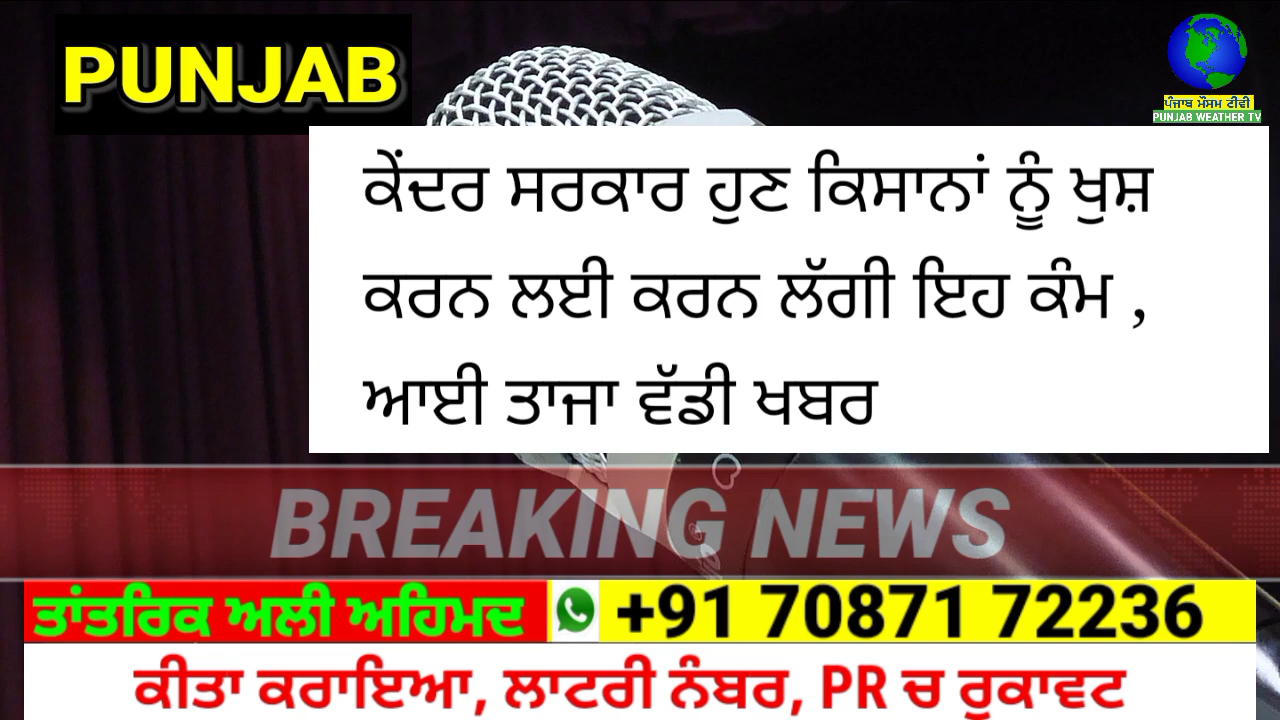 PUNJAB
ਪੰਜਾਬ ਮੌਸਮ ਟੀਵੀ
PUNJAB WEATHER TV
ਕੇਂਦਰ ਸਰਕਾਰ ਹੁਣ ਕਿਸਾਨਾਂ ਨੂੰ ਖੁਸ਼
ਕਰਨ ਲਈ ਕਰਨ ਲੱਗੀ ਇਹ ਕੰਮ ,
ਆਈ ਤਾਜਾ ਵੱਡੀ ਖਬਰ
BREAKING NEWS
ਤਾਂਤਰਿਕ ਅਲੀ ਅਹਿਮਦ +91 70871 72236
ਕੀਤਾ ਕਰਾਇਆ, ਲਾਟਰੀ ਨੰਬਰ, PR ਚ ਰੁਕਾਵਟ